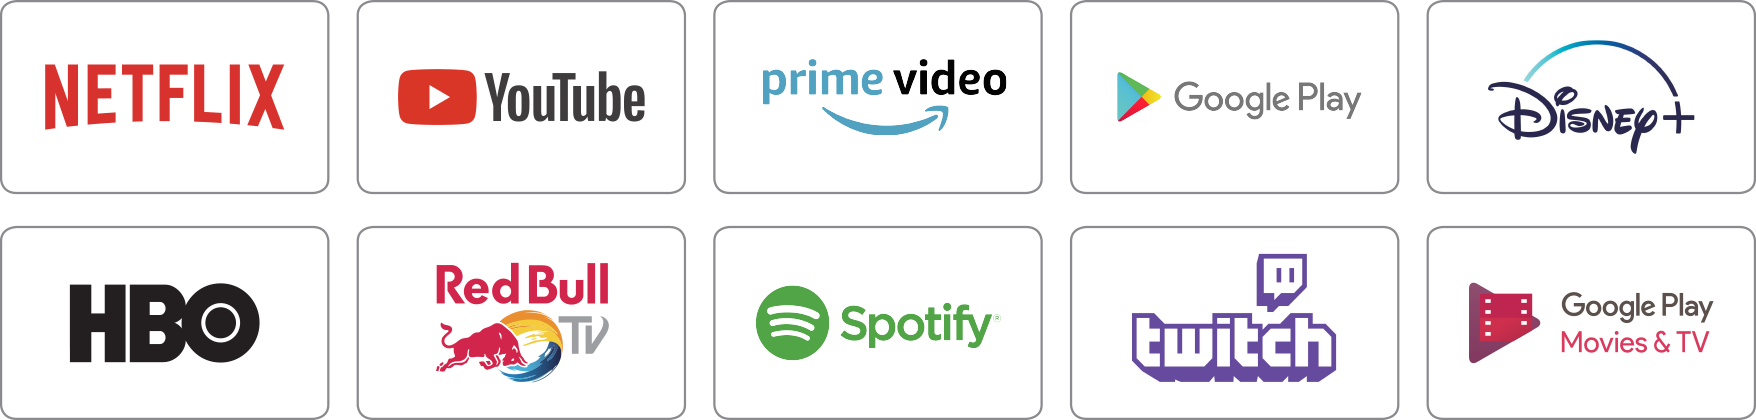 NETFLIX
YouTube
prime video
Google Play
Disney+
HBO
Red Bull
TV
Spotify®
twitch
Google Play
Movies & TV